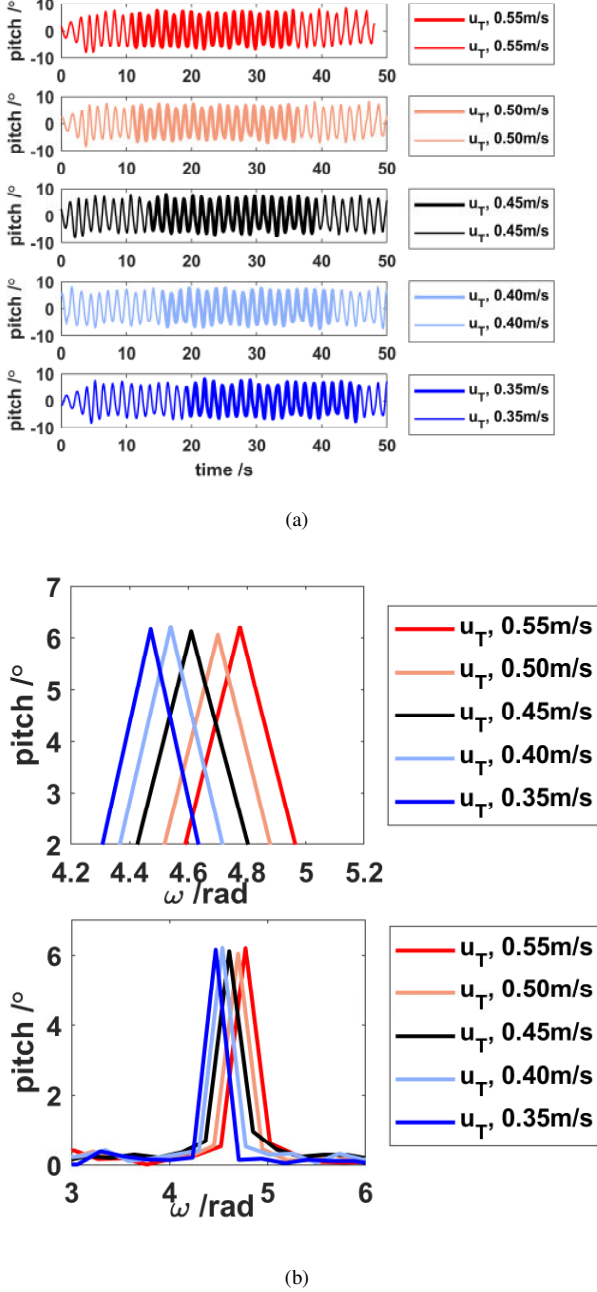 pitch /°
10
0
-10
0 10 20 30 40 50
u_T, 0.55m/s
u_T, 0.55m/s
pitch /°
10
0
-10
0 10 20 30 40 50
u_T, 0.50m/s
u_T, 0.50m/s
pitch /°
10
0
-10
0 10 20 30 40 50
u_T, 0.45m/s
u_T, 0.45m/s
pitch /°
10
0
-10
0 10 20 30 40 50
u_T, 0.40m/s
u_T, 0.40m/s
pitch /°
10
0
-10
0 10 20 30 40 50
time /s
u_T, 0.35m/s
u_T, 0.35m/s
(a)
pitch /°
7
6
5
4
3
2
4.2 4.4 4.6 4.8 5 5.2
ω /rad
u_T, 0.55m/s
u_T, 0.50m/s
u_T, 0.45m/s
u_T, 0.40m/s
u_T, 0.35m/s
pitch /°
6
4
2
0
3 4 5 6
ω /rad
u_T, 0.55m/s
u_T, 0.50m/s
u_T, 0.45m/s
u_T, 0.40m/s
u_T, 0.35m/s
(b)